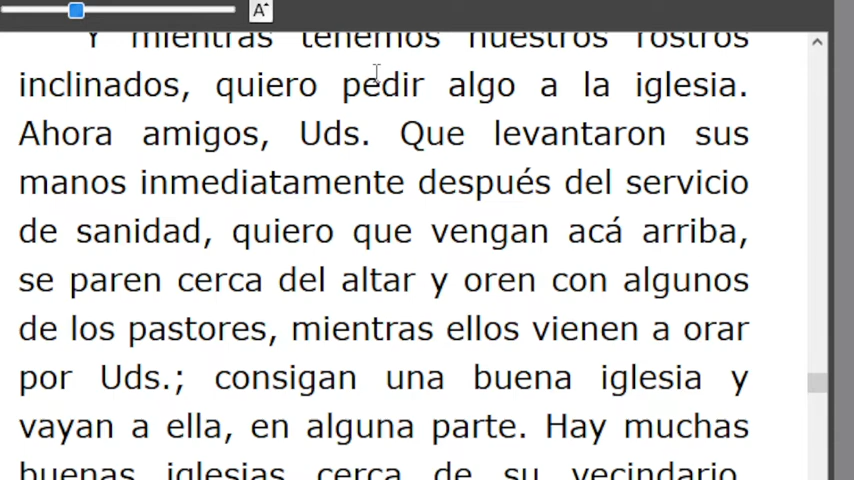 A
Y mientras tenemos nuestros rostros
inclinados, quiero pedir algo a la iglesia.
Ahora amigos, Uds. Que levantaron sus
manos inmediatamente después del servicio
de sanidad, quiero que vengan acá arriba,
se paren cerca del altar y oren con algunos
de los pastores, mientras ellos vienen a orar
por Uds.; consigan una buena iglesia y
vayan a ella, en alguna parte. Hay muchas
buenas iglesias cerca de su vecindario,